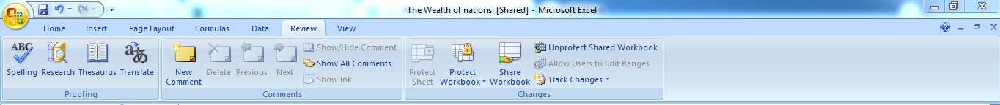 The Wealth of nations [Shared] - Microsoft Excel
Home Insert Page Layout Formulas Data Review View
ABC
Spelling Research Thesaurus Translate
Proofing
New Comment Delete Previous Next
Show/Hide Comment
Show All Comments
Show Ink
Comments
Protect Sheet Protect Workbook Share Workbook
Unprotect Shared Workbook
Allow Users to Edit Ranges
Track Changes
Changes